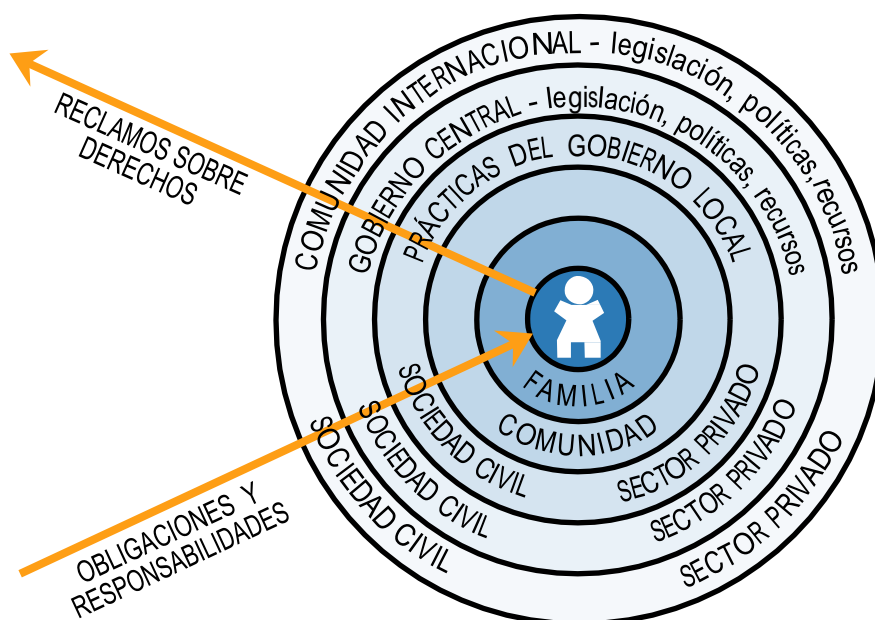 COMUNIDAD INTERNACIONAL - legislación, políticas, recursos
GOBIERNO CENTRAL - legislación, políticas, recursos
PRÁCTICAS DEL GOBIERNO LOCAL
RECLAMOS SOBRE
DERECHOS
FAMILIA
COMUNIDAD
SOCIEDAD CIVIL
SECTOR PRIVADO
SOCIEDAD CIVIL
SECTOR PRIVADO
SOCIEDAD CIVIL
SECTOR PRIVADO
OBLIGACIONES Y
RESPONSABILIDADES